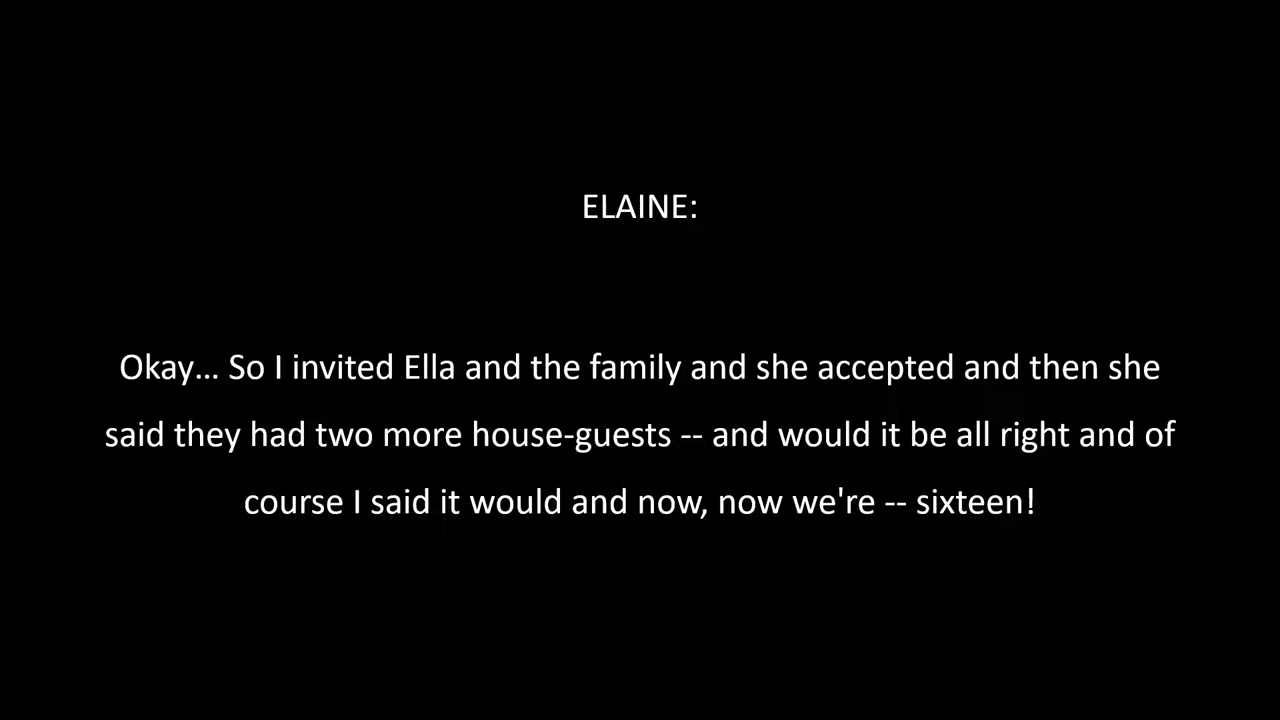 ELAINE:
Okay… So I invited Ella and the family and she accepted and then she
said they had two more house-guests -- and would it be all right and of
course I said it would and now, now we're -- sixteen!